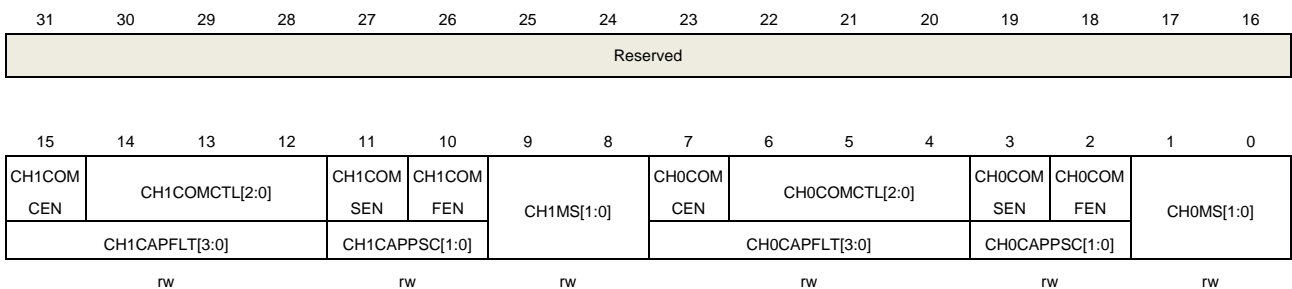 31 30 29 28 27 26 25 24 23 22 21 20 19 18 17 16
Reserved
15 14 13 12 11 10 9 8 7 6 5 4 3 2 1 0
CH1COM CEN CH1COMCTL[2:0] CH1COM SEN CH1COM FEN CH1MS[1:0] CH0COM CEN CH0COMCTL[2:0] CH0COM SEN CH0COM FEN CH0MS[1:0]
CH1CAPFLT[3:0] CH1CAPPSC[1:0] CH0CAPFLT[3:0] CH0CAPPSC[1:0]
rw rw rw rw rw rw